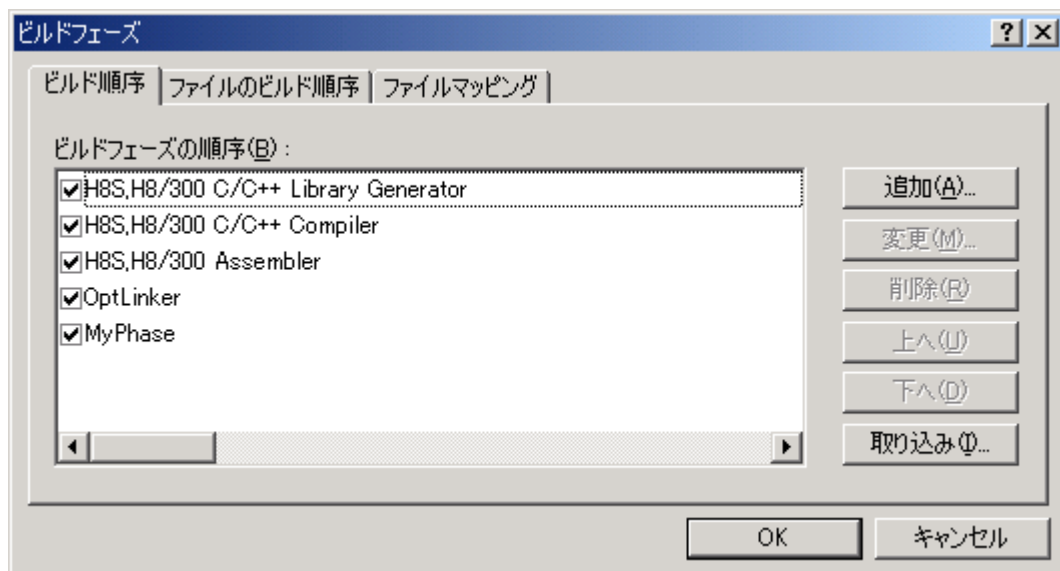 ビルドフェーズ
ビルド順序 ファイルのビルド順序 ファイルマッピング
ビルドフェーズの順序(B) :
H8S,H8/300 C/C++ Library Generator
H8S,H8/300 C/C++ Compiler
H8S,H8/300 Assembler
OptLinker
MyPhase
追加(A)...
変更(M)...
削除(R)
上へ(U)
下へ(D)
取り込み(I)...
OK キャンセル